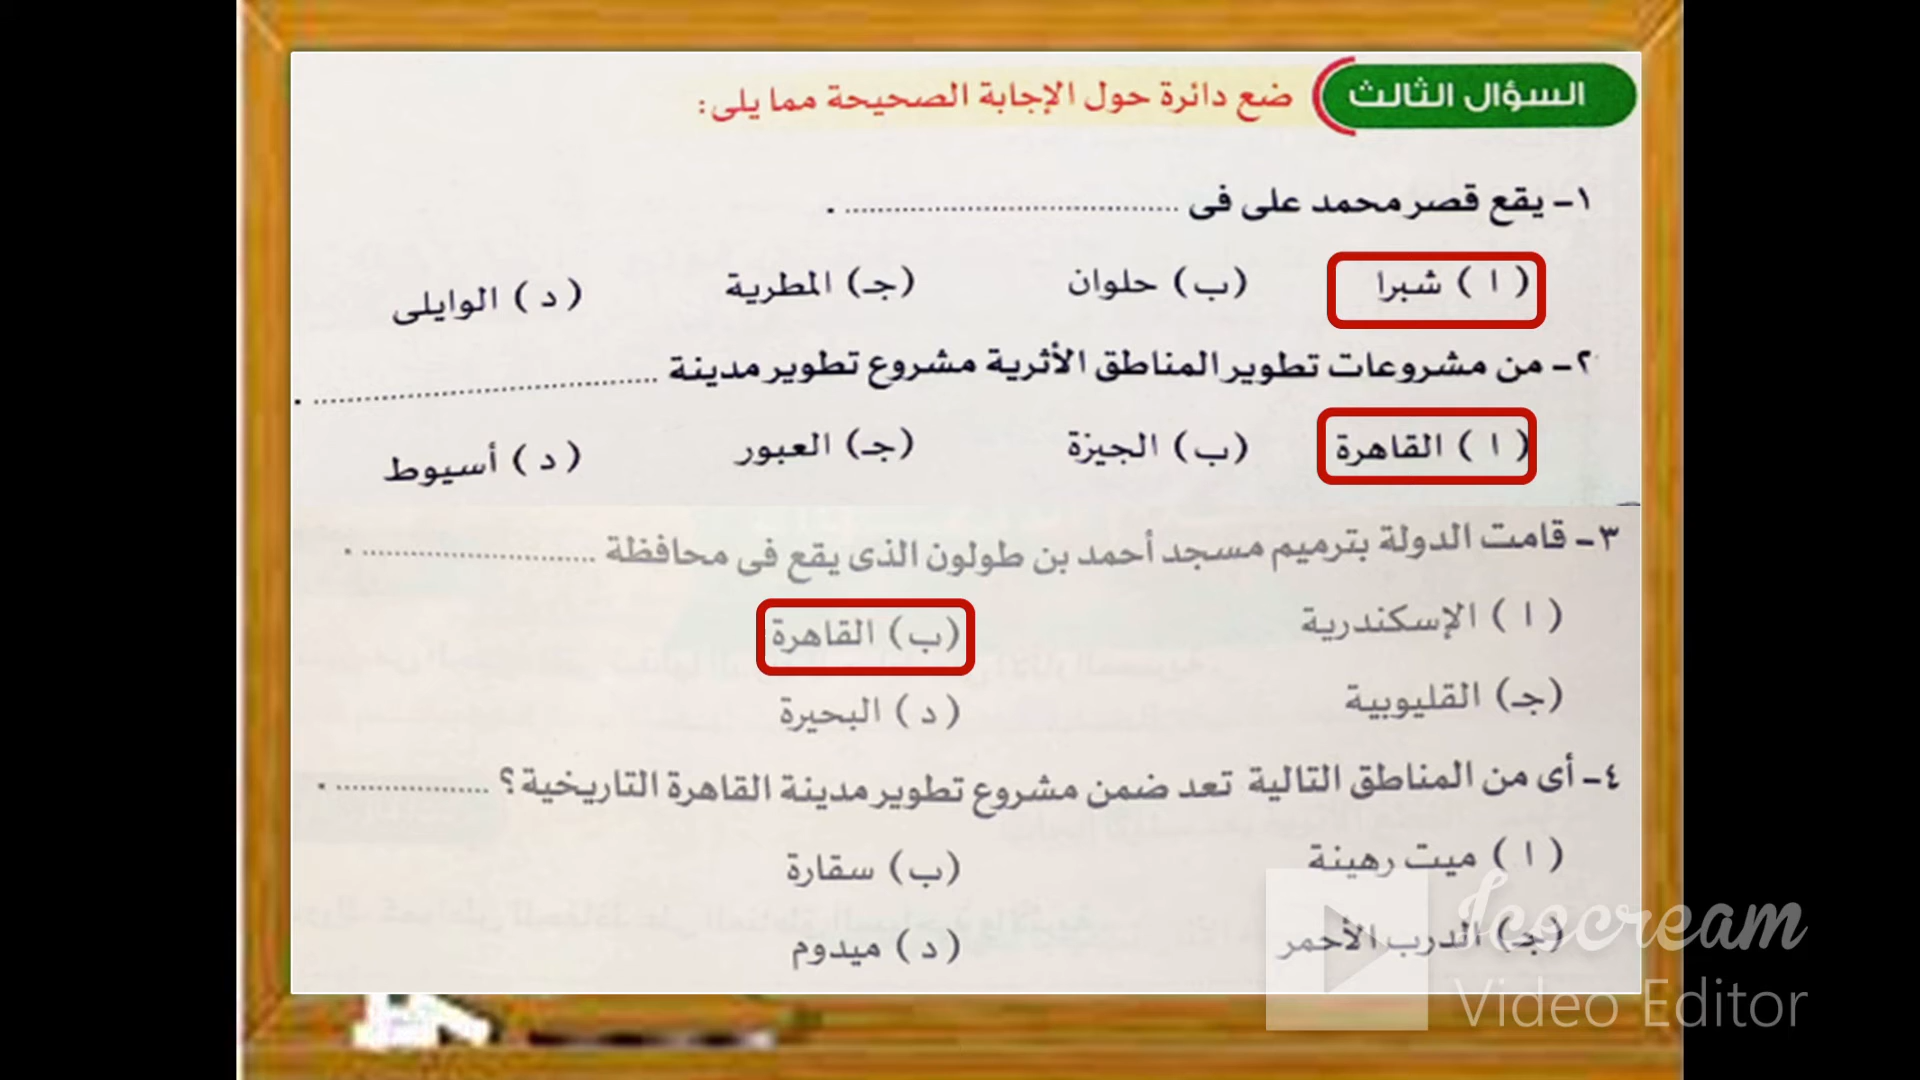 السؤال الثالث ضع دائرة حول الإجابة الصحيحة مما يلى:
١- يقع قصر محمد على فى .................................... .
( ا ) شبرا (ب) حلوان (جـ) المطرية ( د ) الوايلى
٢- من مشروعات تطوير المناطق الأثرية مشروع تطوير مدينة .................................... .
( ا ) القاهرة (ب) الجيزة (جـ) العبور ( د ) أسيوط
٣- قامت الدولة بترميم مسجد أحمد بن طولون الذى يقع فى محافظة ........................ .
( ا ) الإسكندرية (ب) القاهرة
(جـ) القليوبية ( د ) البحيرة
٤- أى من المناطق التالية تعد ضمن مشروع تطوير مدينة القاهرة التاريخية؟ ................ .
( ا ) ميت رهينة (ب) سقارة
(جـ) الدرب الأحمر ( د ) ميدوم
Icecream
Video Editor